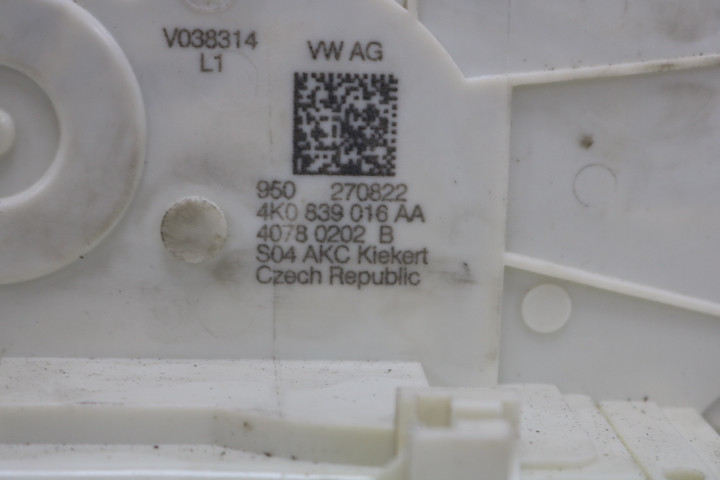 V038314
L1
VW AG
950 270822
4K0 839 016 AA
4078 0202 B
S04 AKC Kiekert
Czech Republic